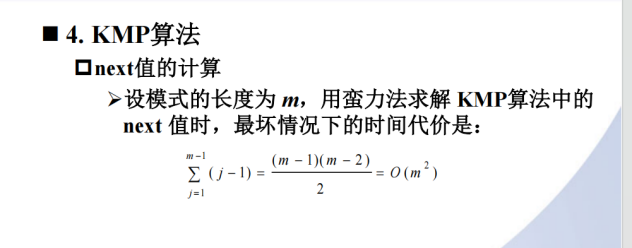 ■ 4. KMP算法
❑next值的计算
➢设模式的长度为 m，用蛮力法求解 KMP算法中的
next 值时，最坏情况下的时间代价是：
m−1
∑ (j − 1) = (m − 1)(m − 2) / 2 = O(m²)
j=1